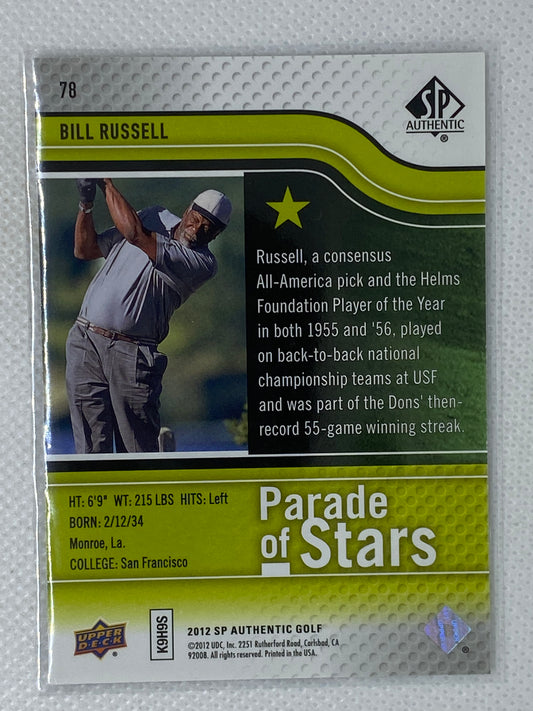 78
SP
AUTHENTIC
®
BILL RUSSELL
Russell, a consensus
All-America pick and the Helms
Foundation Player of the Year
in both 1955 and '56, played
on back-to-back national
championship teams at USF
and was part of the Dons' then-
record 55-game winning streak.
HT: 6'9" WT: 215 LBS HITS: Left
BORN: 2/12/34
Monroe, La.
COLLEGE: San Francisco
Parade
of Stars
UPPER
DECK
®
K9H9S
2012 SP AUTHENTIC GOLF
©2012 UDC, Inc. 2251 Rutherford Road, Carlsbad, CA
92008. All rights reserved. Printed in the USA.
®